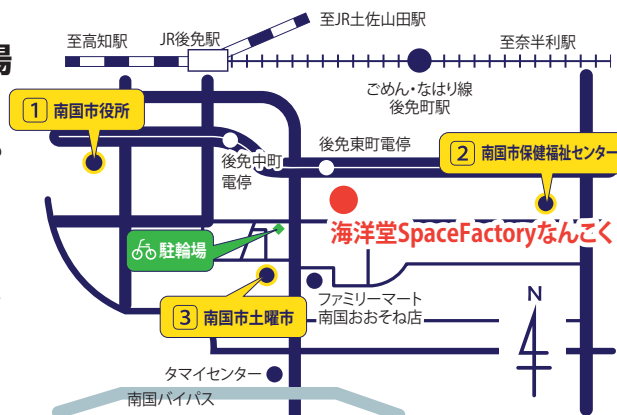 場
至JR土佐山田駅
至高知駅
JR後免駅
至奈半利駅
ごめん・なはり線
後免町駅
1 南国市役所
後免中町
電停
後免東町電停
2 南国市保健福祉センター
海洋堂SpaceFactoryなんこく
駐輪場
3 南国市土曜市
ファミリーマート
南国おおそね店
N
タマイセンター
南国バイパス